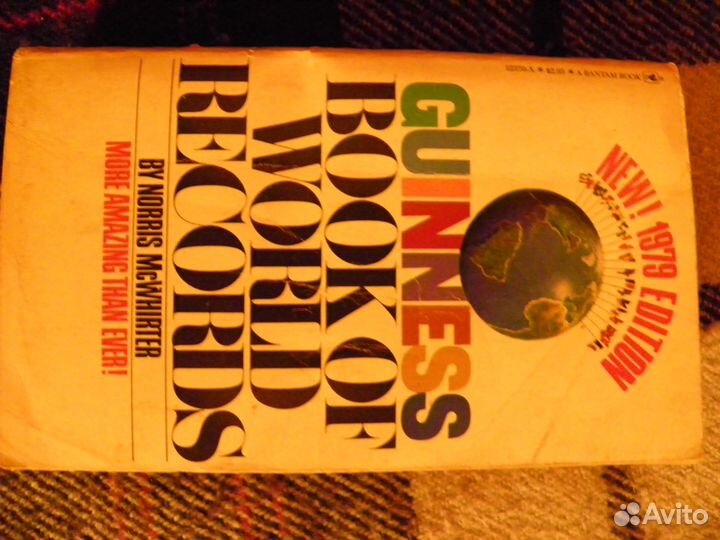 ★ A BANTAM BOOK
NEW! 1979 EDITION
GUINNESS
BOOK OF
WORLD
RECORDS
BY NORRIS McWHIRTER
MORE AMAZING THAN EVER!
Avito